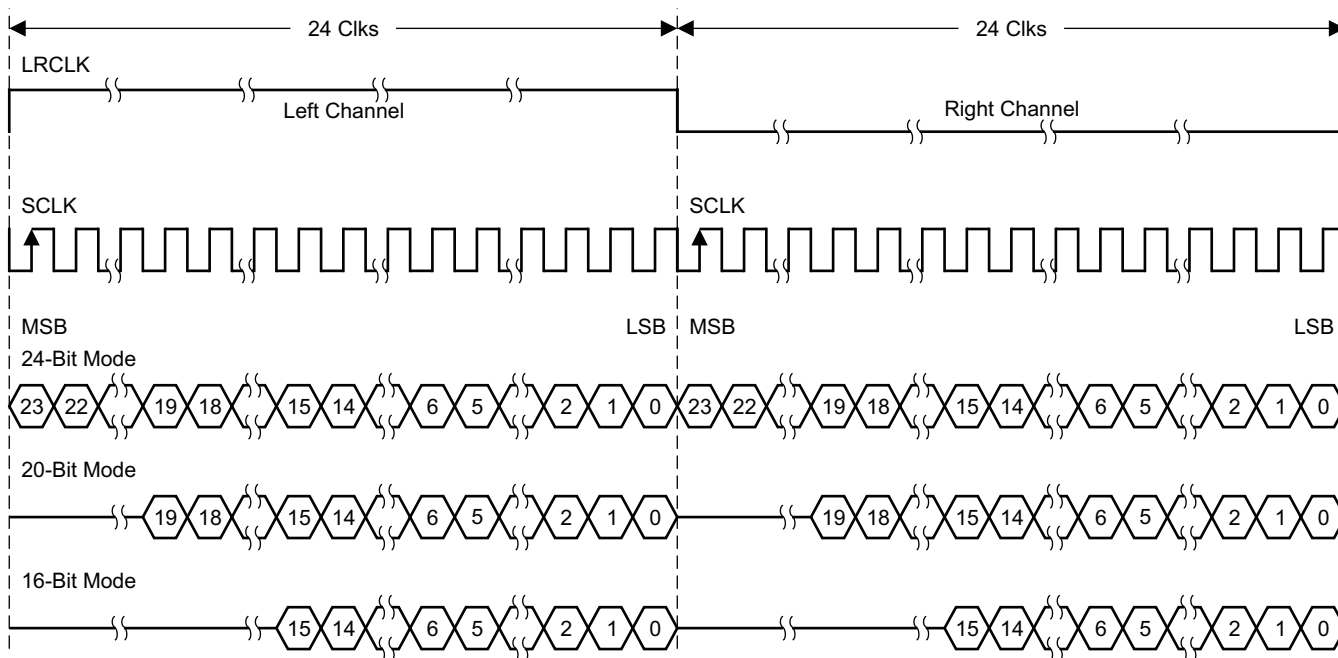 24 Clks 24 Clks
LRCLK
Left Channel Right Channel
SCLK SCLK
MSB LSB MSB LSB
24-Bit Mode
23 22 19 18 15 14 6 5 2 1 0 23 22 19 18 15 14 6 5 2 1 0
20-Bit Mode
19 18 15 14 6 5 2 1 0 19 18 15 14 6 5 2 1 0
16-Bit Mode
15 14 6 5 2 1 0 15 14 6 5 2 1 0